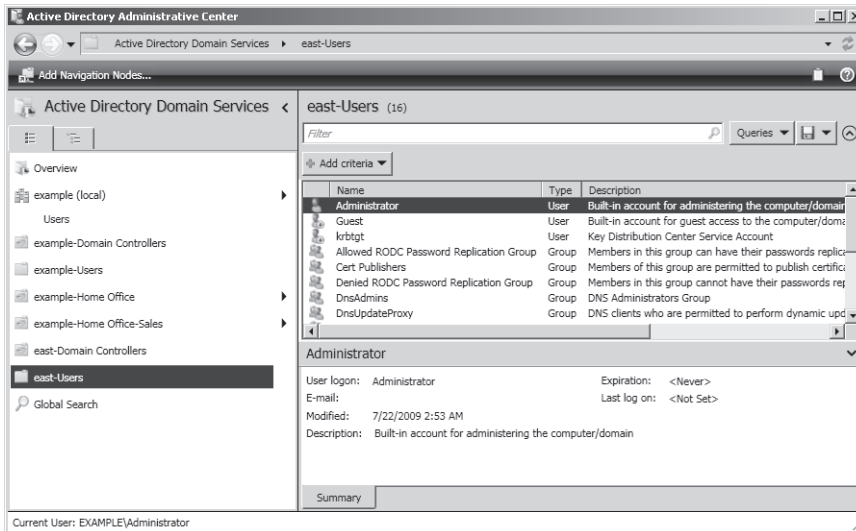 Active Directory Administrative Center
Active Directory Domain Services east-Users
Add Navigation Nodes...
Active Directory Domain Services
Overview
example (local)
Users
example-Domain Controllers
example-Users
example-Home Office
example-Home Office-Sales
east-Domain Controllers
east-Users
Global Search
east-Users (16)
Filter
Queries
Add criteria
Name Type Description
Administrator User Built-in account for administering the computer/domain
Guest User Built-in account for guest access to the computer/doma
krbtgt User Key Distribution Center Service Account
Allowed RODC Password Replication Group Group Members in this group can have their passwords replica
Cert Publishers Group Members of this group are permitted to publish certifica
Denied RODC Password Replication Group Group Members in this group cannot have their passwords rep
DnsAdmins Group DNS Administrators Group
DnsUpdateProxy Group DNS clients who are permitted to perform dynamic upd
Administrator
User logon: Administrator Expiration: <Never>
E-mail: Last log on: <Not Set>
Modified: 7/22/2009 2:53 AM
Description: Built-in account for administering the computer/domain
Summary
Current User: EXAMPLE\Administrator